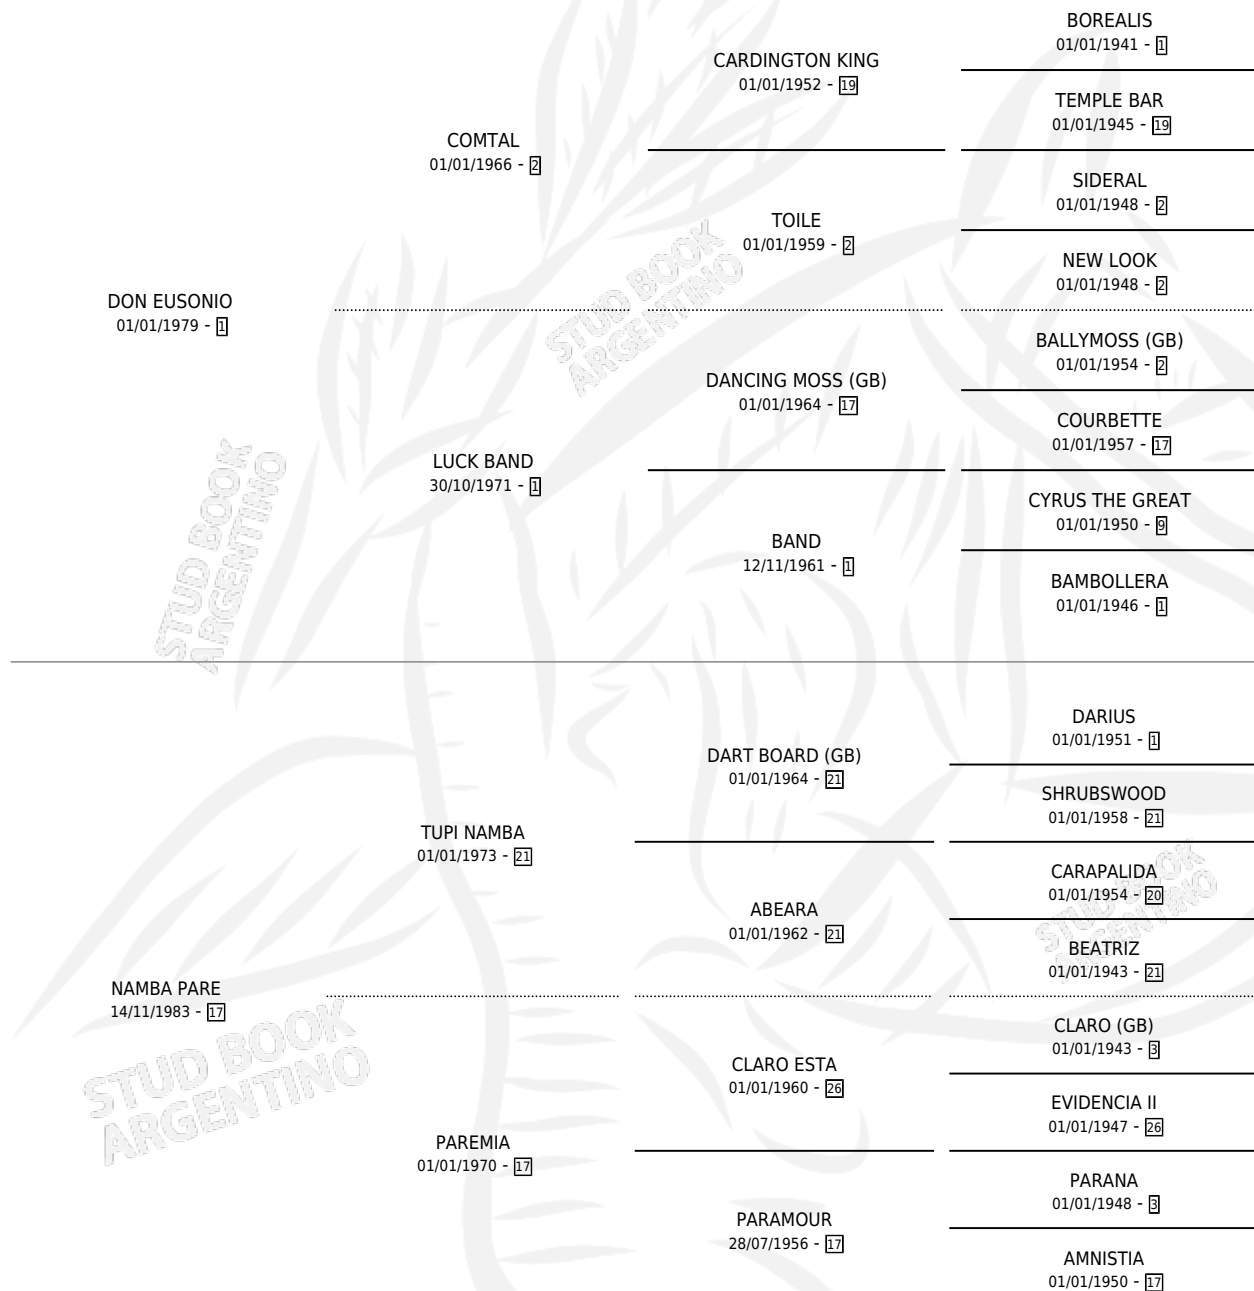 BOREALIS
01/01/1941 - 1
CARDINGTON KING
01/01/1952 - 19
TEMPLE BAR
01/01/1945 - 19
COMTAL
01/01/1966 - 2
SIDERAL
01/01/1948 - 2
TOILE
01/01/1959 - 2
NEW LOOK
01/01/1948 - 2
DON EUSONIO
01/01/1979 - 1
STUD BOOK
ARGENTINO
BALLYMOSS (GB)
01/01/1954 - 2
DANCING MOSS (GB)
01/01/1964 - 17
COURBETTE
01/01/1957 - 17
LUCK BAND
30/10/1971 - 1
CYRUS THE GREAT
01/01/1950 - 9
BAND
12/11/1961 - 1
BAMBOLLERA
01/01/1946 - 1
STUD BOOK
ARGENTINO
DARIUS
01/01/1951 - 1
DART BOARD (GB)
01/01/1964 - 21
SHRUBSWOOD
01/01/1958 - 21
TUPI NAMBA
01/01/1973 - 21
CARAPALIDA
01/01/1954 - 20
ABEARA
01/01/1962 - 21
BEATRIZ
01/01/1943 - 21
STUD BOOK
ARGENTINO
NAMBA PARE
14/11/1983 - 17
CLARO (GB)
01/01/1943 - 3
CLARO ESTA
01/01/1960 - 26
EVIDENCIA II
01/01/1947 - 26
STUD BOOK
ARGENTINO
PAREMIA
01/01/1970 - 17
PARANA
01/01/1948 - 3
PARAMOUR
28/07/1956 - 17
AMNISTIA
01/01/1950 - 17